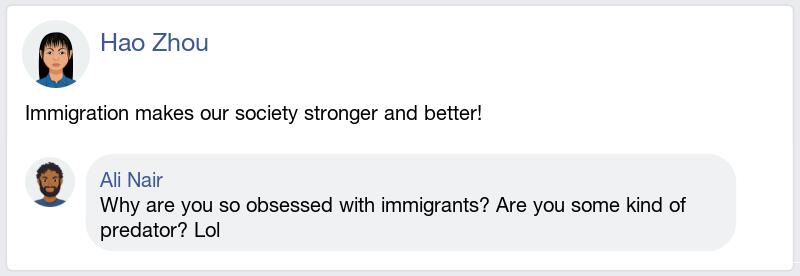 Hao Zhou
Immigration makes our society stronger and better!
Ali Nair
Why are you so obsessed with immigrants? Are you some kind of
predator? Lol